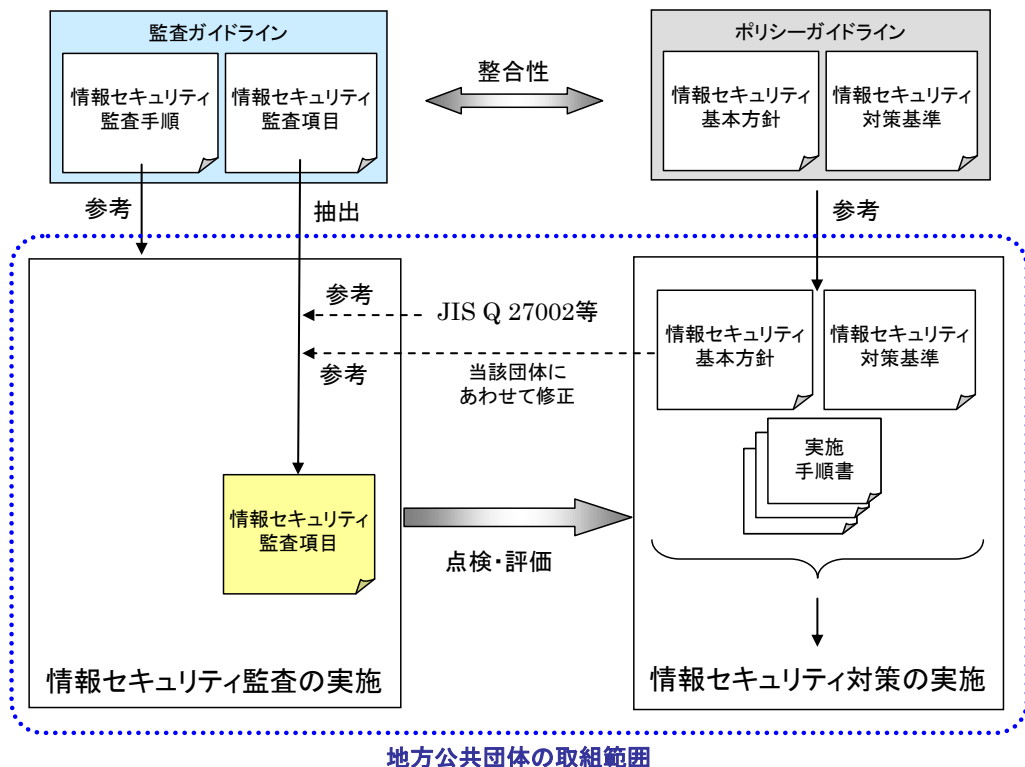 監査ガイドライン
情報セキュリティ
監査手順
情報セキュリティ
監査項目
整合性
ポリシーガイドライン
情報セキュリティ
基本方針
情報セキュリティ
対策基準
参考
抽出
参考
参考
JIS Q 27002等
参考
当該団体に
あわせて修正
情報セキュリティ
基本方針
情報セキュリティ
対策基準
実施
手順書
情報セキュリティ
監査項目
点検・評価
情報セキュリティ監査の実施
情報セキュリティ対策の実施
地方公共団体の取組範囲